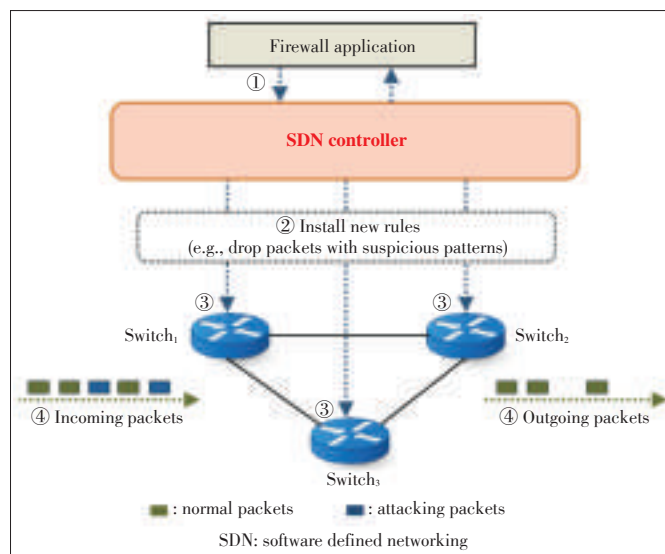 Firewall application
①
SDN controller
② Install new rules
(e.g., drop packets with suspicious patterns)
③
③
Switch₁
Switch₂
③
④ Incoming packets
④ Outgoing packets
Switch₃
: normal packets
: attacking packets
SDN: software defined networking